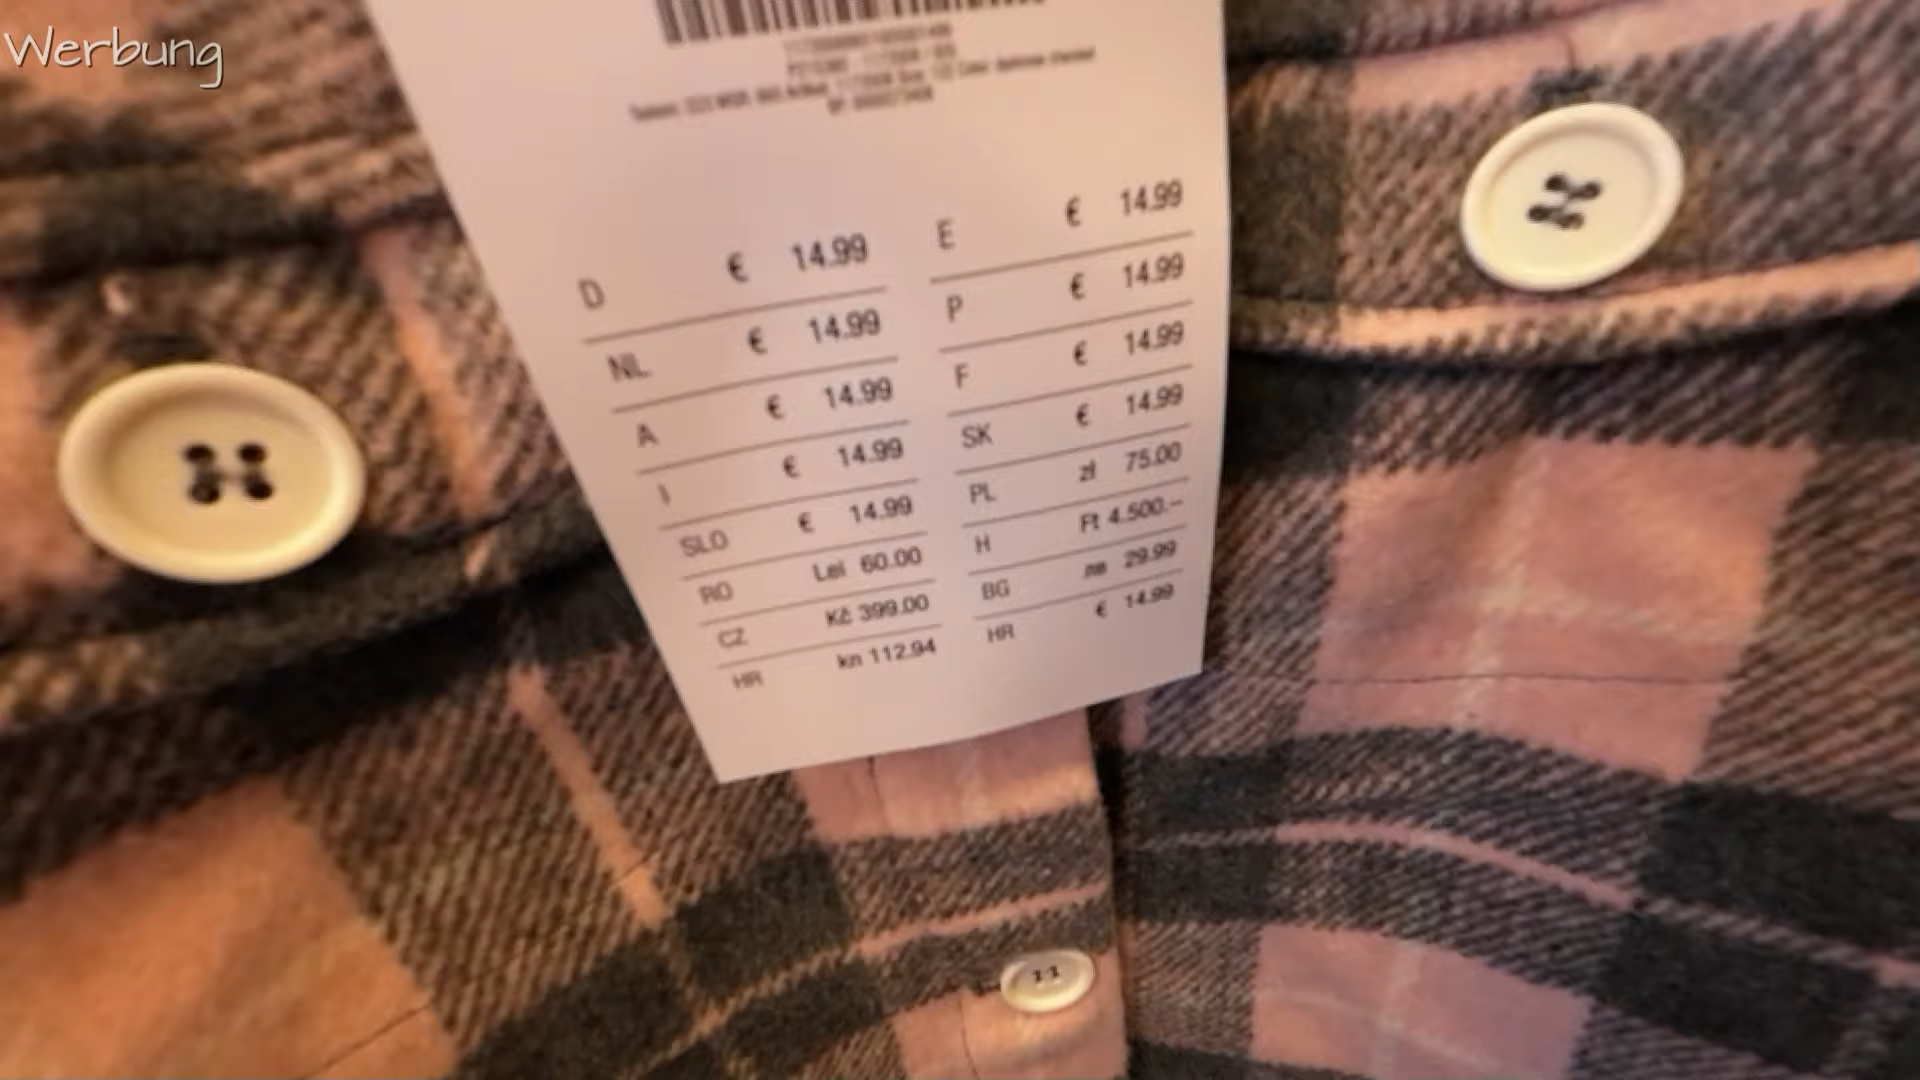 Werbung
D € 14.99
NL € 14.99
A € 14.99
I € 14.99
SLO € 14.99
RO Lei 60.00
CZ Kč 399.00
HR kn 112.94
E € 14.99
P € 14.99
F € 14.99
SK € 14.99
PL zł 75.00
H Ft 4.500.–
BG лв 29.99
HR € 14.99